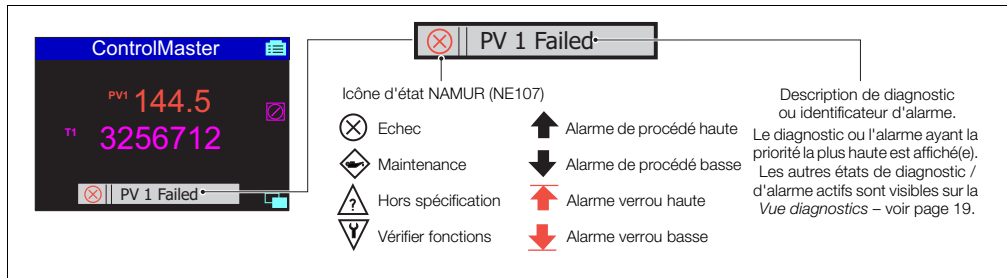 ControlMaster
PV1 144.5
T1 3256712
PV 1 Failed
PV 1 Failed
Icône d'état NAMUR (NE107)
Echec
Maintenance
? Hors spécification
Vérifier fonctions
Alarme de procédé haute
Alarme de procédé basse
Alarme verrou haute
Alarme verrou basse
Description de diagnostic
ou identificateur d'alarme.
Le diagnostic ou l'alarme ayant la
priorité la plus haute est affiché(e).
Les autres états de diagnostic /
d'alarme actifs sont visibles sur la
Vue diagnostics – voir page 19.